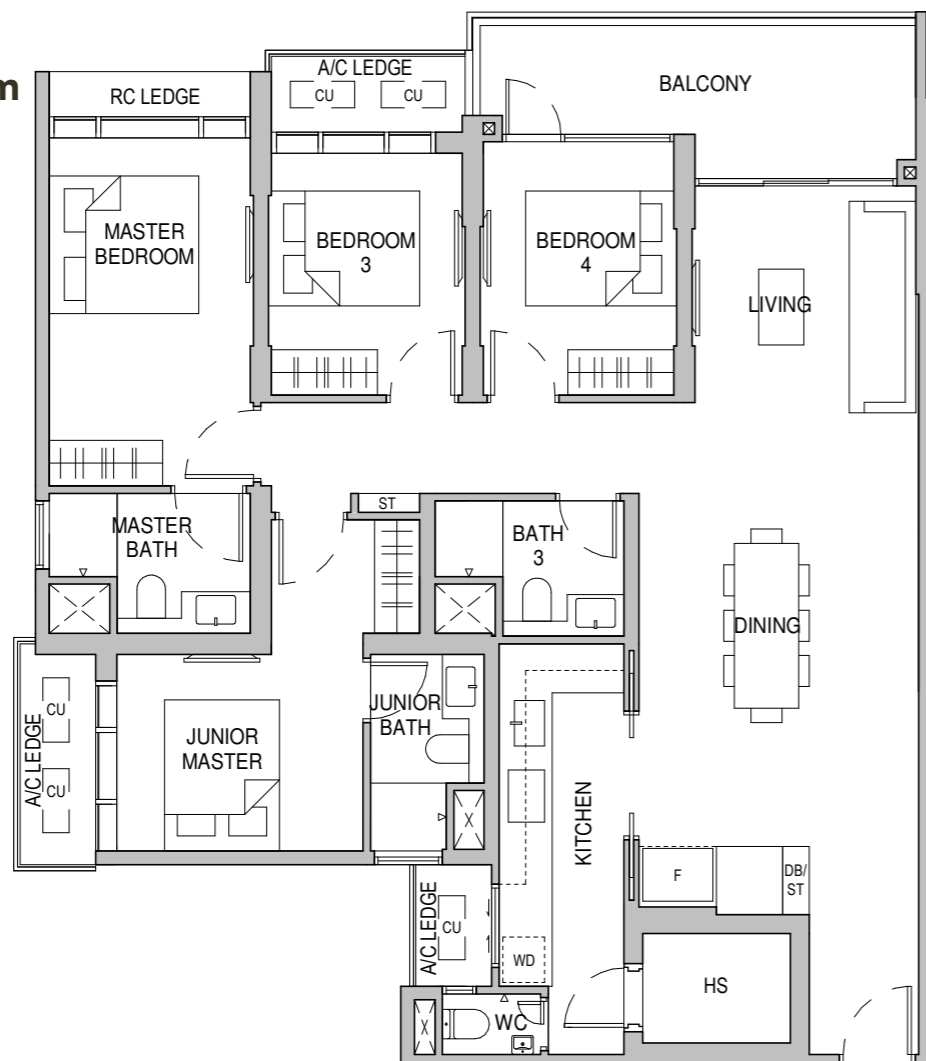 m
RC LEDGE
A/C LEDGE
CU
CU
BALCONY
MASTER
BEDROOM
BEDROOM
3
BEDROOM
4
LIVING
ST
MASTER
BATH
BATH
3
DINING
A/C LEDGE
CU
CU
JUNIOR
MASTER
JUNIOR
BATH
KITCHEN
X
F
DB/
ST
A/C LEDGE
CU
WD
HS
X
WC